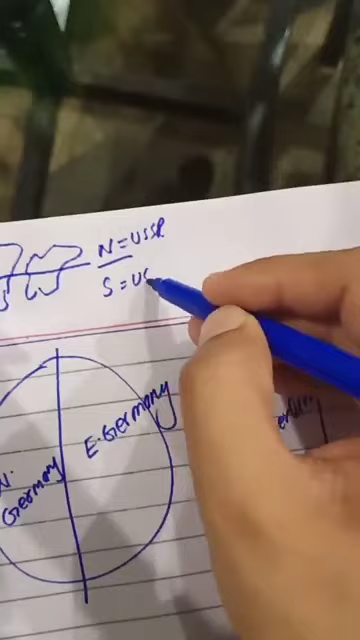 N = USSR
S = US
E. Germany
W.
Germany